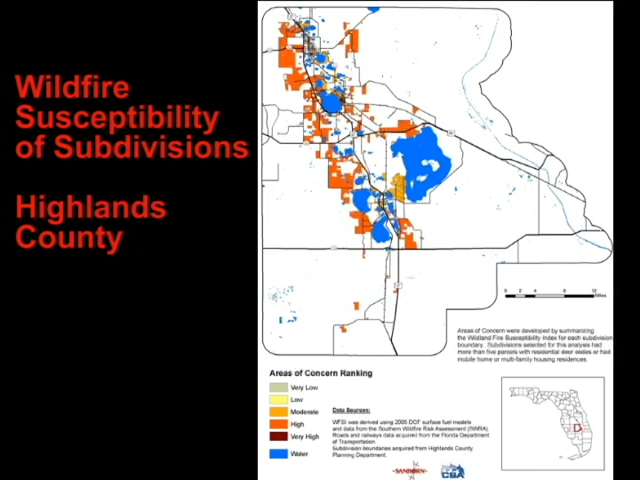 Wildfire
Susceptibility
of Subdivisions
Highlands
County
0 2 4 8 12
Miles
Areas of Concern were developed by summarizing
the Wildland Fire Susceptibility Index for each subdivision
boundary. Subdivisions selected for this analysis had
more than five parcels with residential door codes or had
mobile home or multi-family housing residences.
Areas of Concern Ranking
Very Low
Low
Moderate
High
Very High
Water
Data Sources:
WFSI was derived using 2006 DOF surface fuel models
and data from the Southern Wildfire Risk Assessment (SWRA).
Roads and railways data acquired from the Florida Department
of Transportation.
Subdivision boundaries acquired from Highlands County
Planning Department.
SANBORN